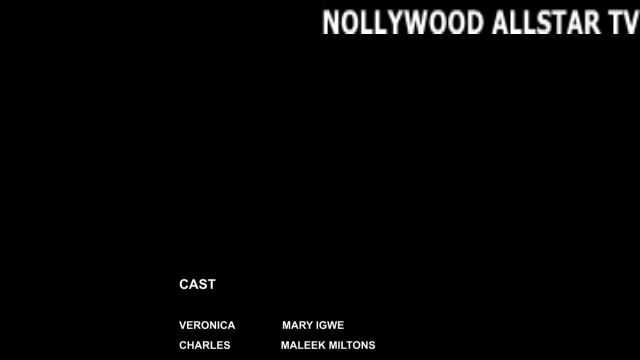 NOLLYWOOD ALLSTAR TV
CAST
VERONICA MARY IGWE
CHARLES MALEEK MILTONS